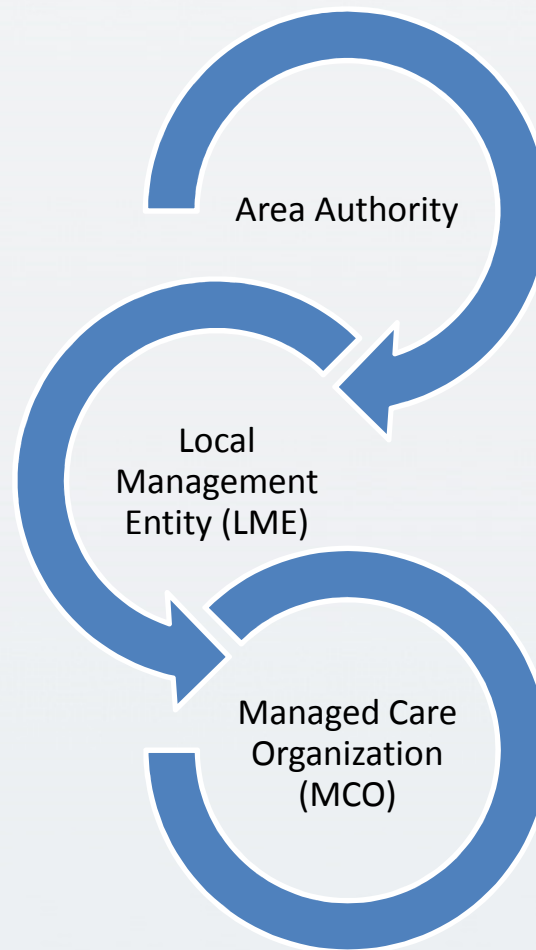 Area Authority
Local
Management
Entity (LME)
Managed Care
Organization
(MCO)